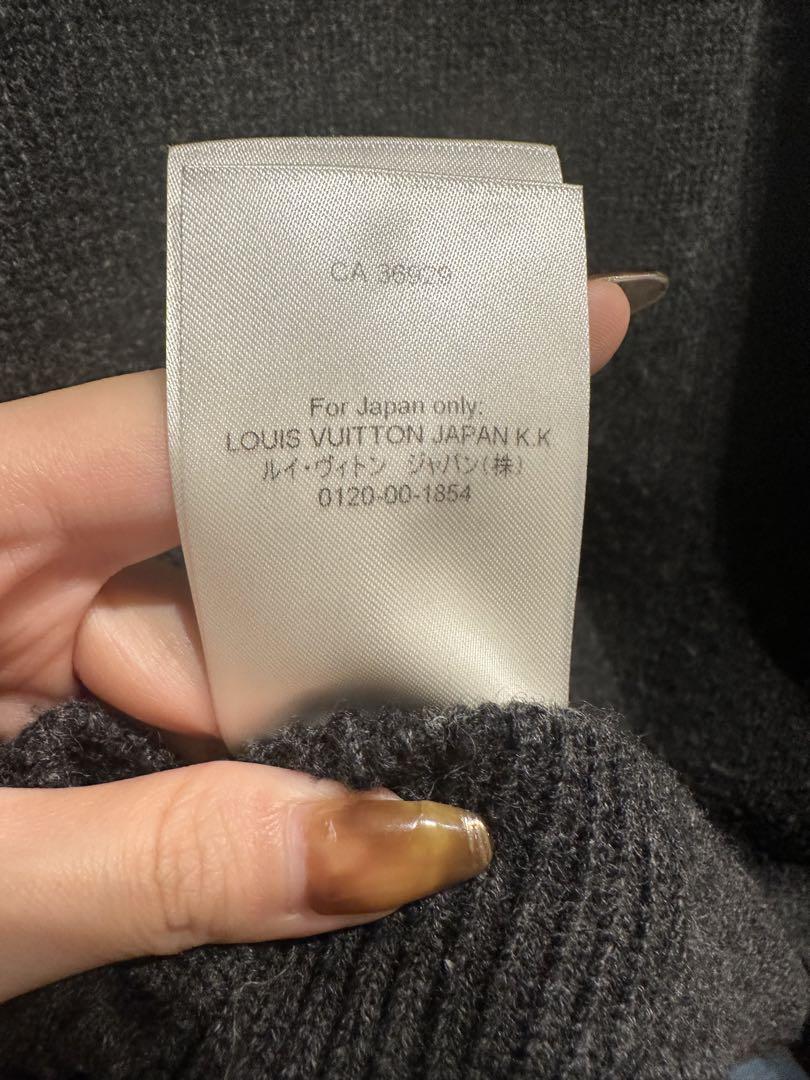 CA 36929
For Japan only:
LOUIS VUITTON JAPAN K.K
ルイ・ヴィトン ジャパン(株)
0120-00-1854